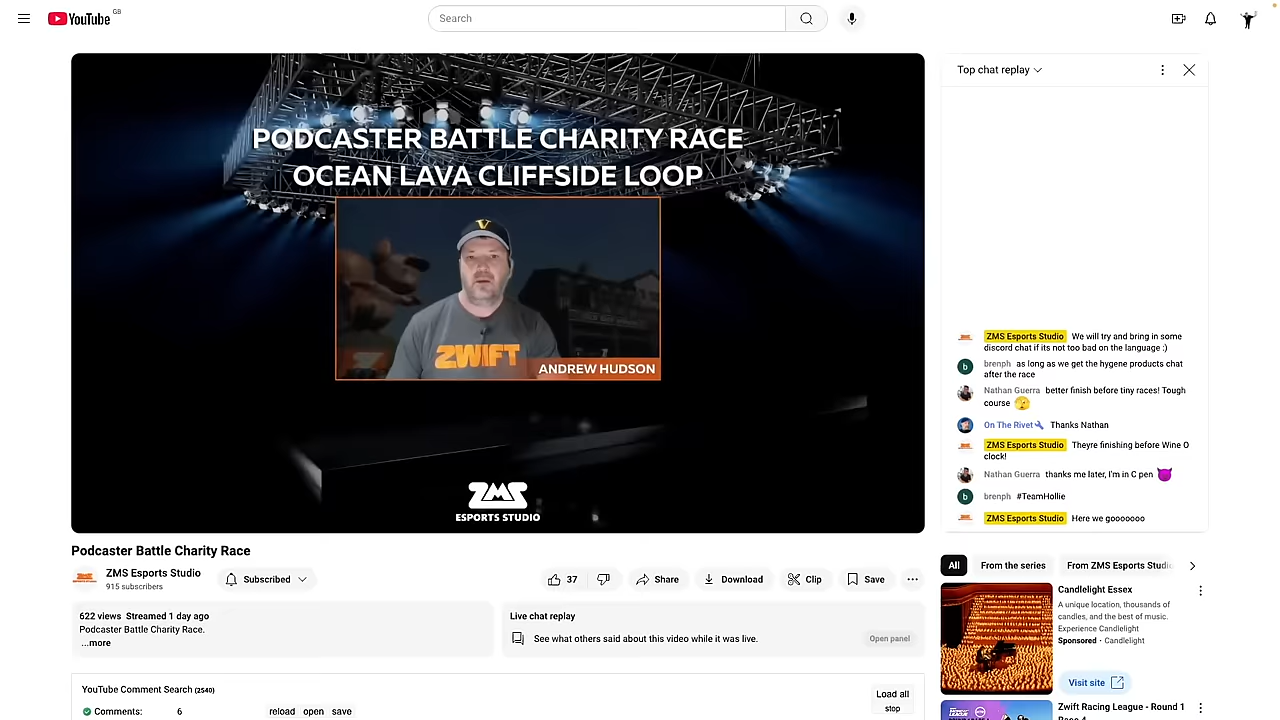 YouTube GB
Search
PODCASTER BATTLE CHARITY RACE
OCEAN LAVA CLIFFSIDE LOOP
V
ZWIFT
ANDREW HUDSON
ZMS
ESPORTS STUDIO
Top chat replay
ZMS Esports Studio We will try and bring in some
discord chat if its not too bad on the language :)
b brenph as long as we get the hygene products chat
after the race
Nathan Guerra better finish before tiny races! Tough
course
On The Rivet Thanks Nathan
ZMS Esports Studio Theyre finishing before Wine O
clock!
Nathan Guerra thanks me later, I'm in C pen
b brenph #TeamHollie
ZMS Esports Studio Here we gooooooo
Podcaster Battle Charity Race
ZMS Esports Studio
915 subscribers
Subscribed
37
Share
Download
Clip
Save
622 views Streamed 1 day ago
Podcaster Battle Charity Race.
...more
Live chat replay
See what others said about this video while it was live.
Open panel
YouTube Comment Search (2540)
Comments: 6
reload open save
Load all
stop
All
From the series
From ZMS Esports Studio
Candlelight Essex
A unique location, thousands of
candles, and the best of music.
Experience Candlelight
Sponsored · Candlelight
Visit site
Zwift Racing League - Round 1
Race 4